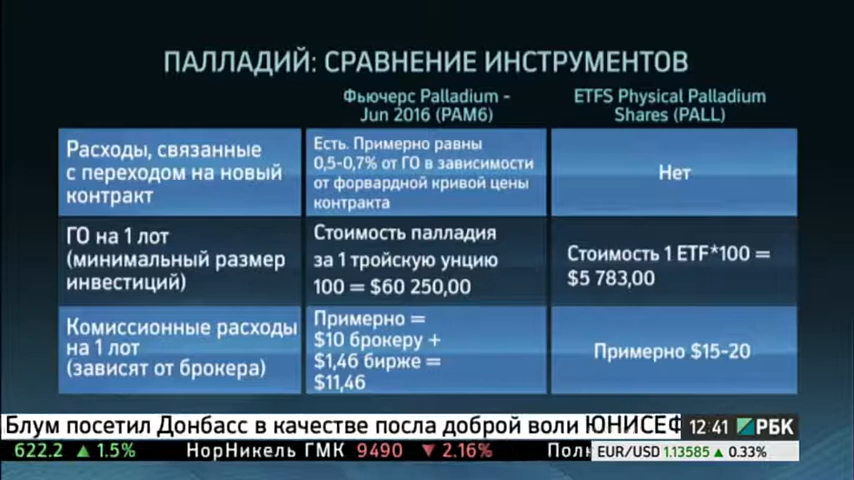 ПАЛЛАДИЙ: СРАВНЕНИЕ ИНСТРУМЕНТОВ
Фьючерс Palladium -
Jun 2016 (PAM6)
ETFS Physical Palladium
Shares (PALL)
Расходы, связанные
с переходом на новый
контракт
Есть. Примерно равны
0,5-0,7% от ГО в зависимости
от форвардной кривой цены
контракта
Нет
ГО на 1 лот
(минимальный размер
инвестиций)
Стоимость палладия
за 1 тройскую унцию
100 = $60 250,00
Стоимость 1 ETF*100 =
$5 783,00
Комиссионные расходы
на 1 лот
(зависят от брокера)
Примерно =
$10 брокеру +
$1,46 бирже =
$11,46
Примерно $15-20
Блум посетил Донбасс в качестве посла доброй воли ЮНИСЕФ
12:41 РБК
622.2 ▲ 1.5% НорНикель ГМК 9490 ▼ 2.16% Пол
EUR/USD 1.13585 ▲ 0.33%